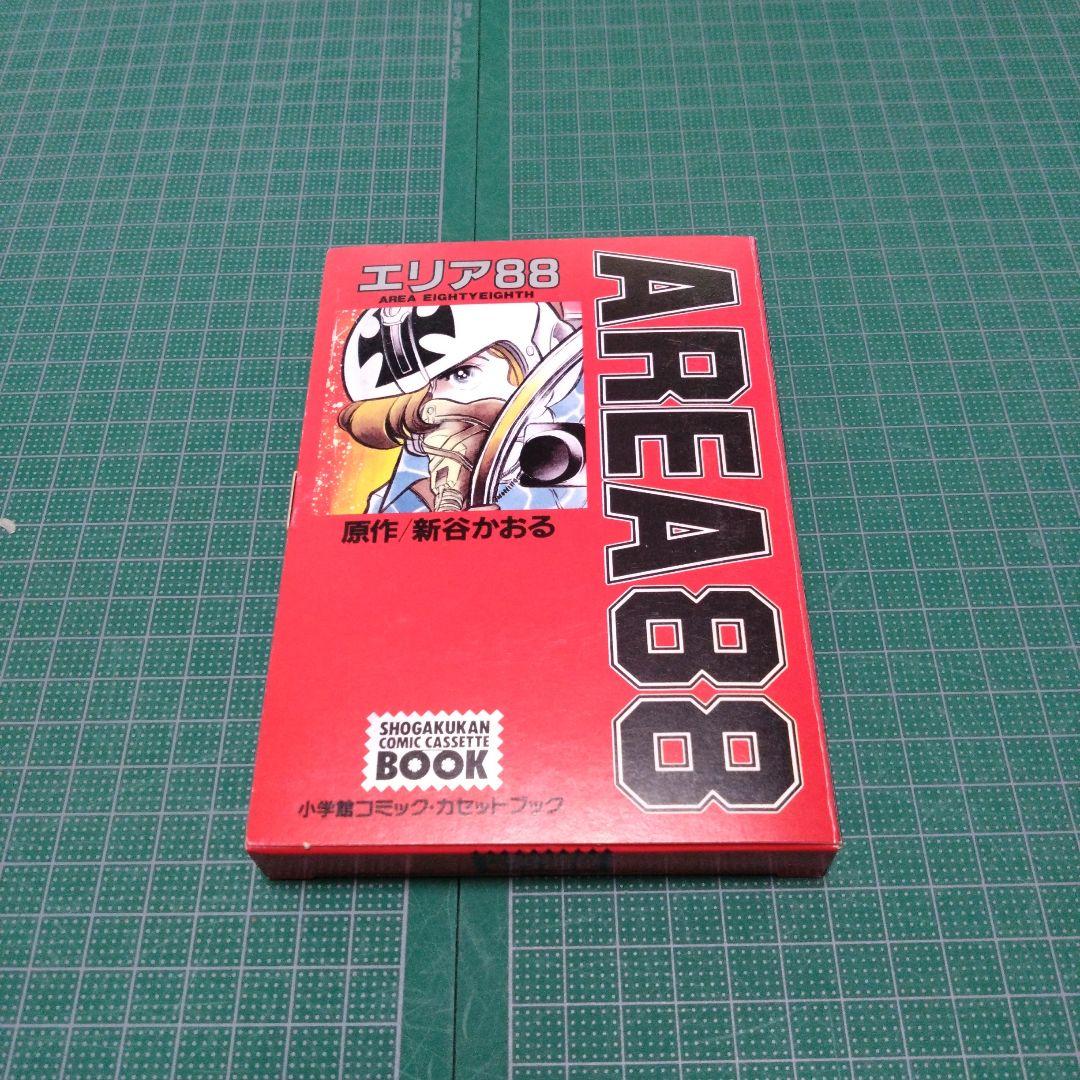 エリア88
AREA EIGHTYEIGHTH
原作/新谷かおる
AREA88
SHOGAKUKAN
COMIC CASSETTE
BOOK
小学館コミック・カセットブック